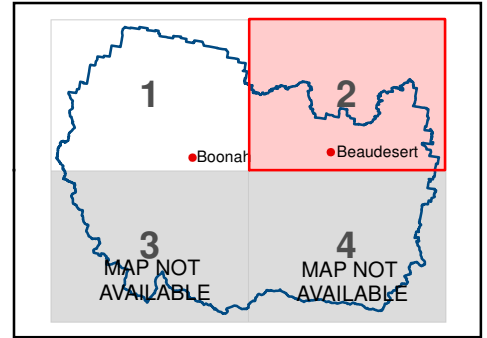 1
2
Boonah
Beaudesert
3
MAP NOT
AVAILABLE
4
MAP NOT
AVAILABLE